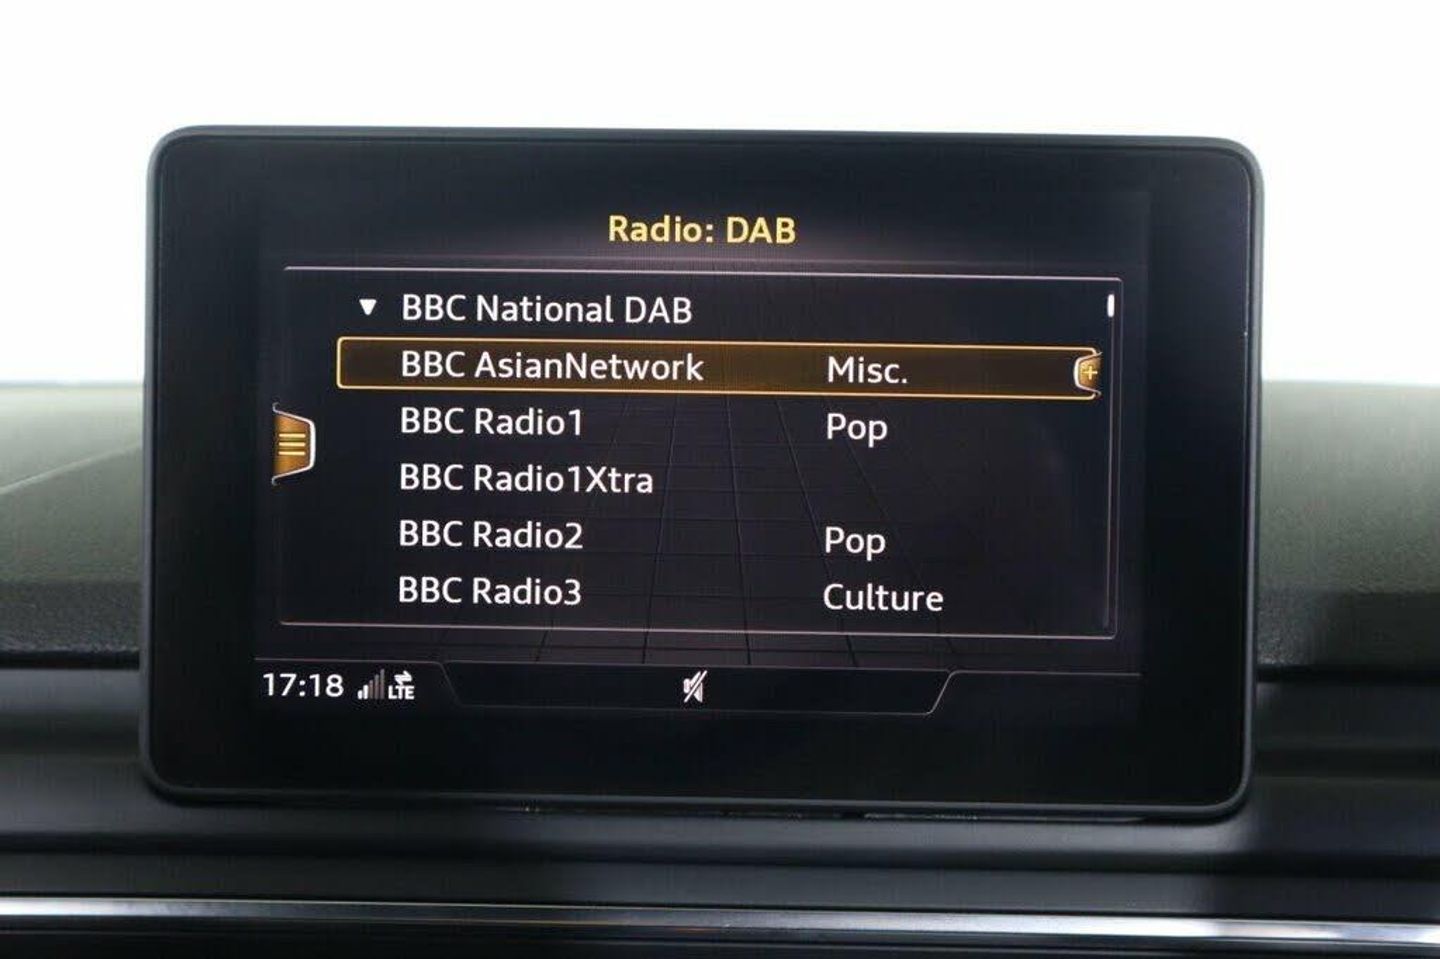 Radio: DAB
BBC National DAB
BBC AsianNetwork Misc.
BBC Radio1 Pop
BBC Radio1Xtra
BBC Radio2 Pop
BBC Radio3 Culture
17:18 LTE